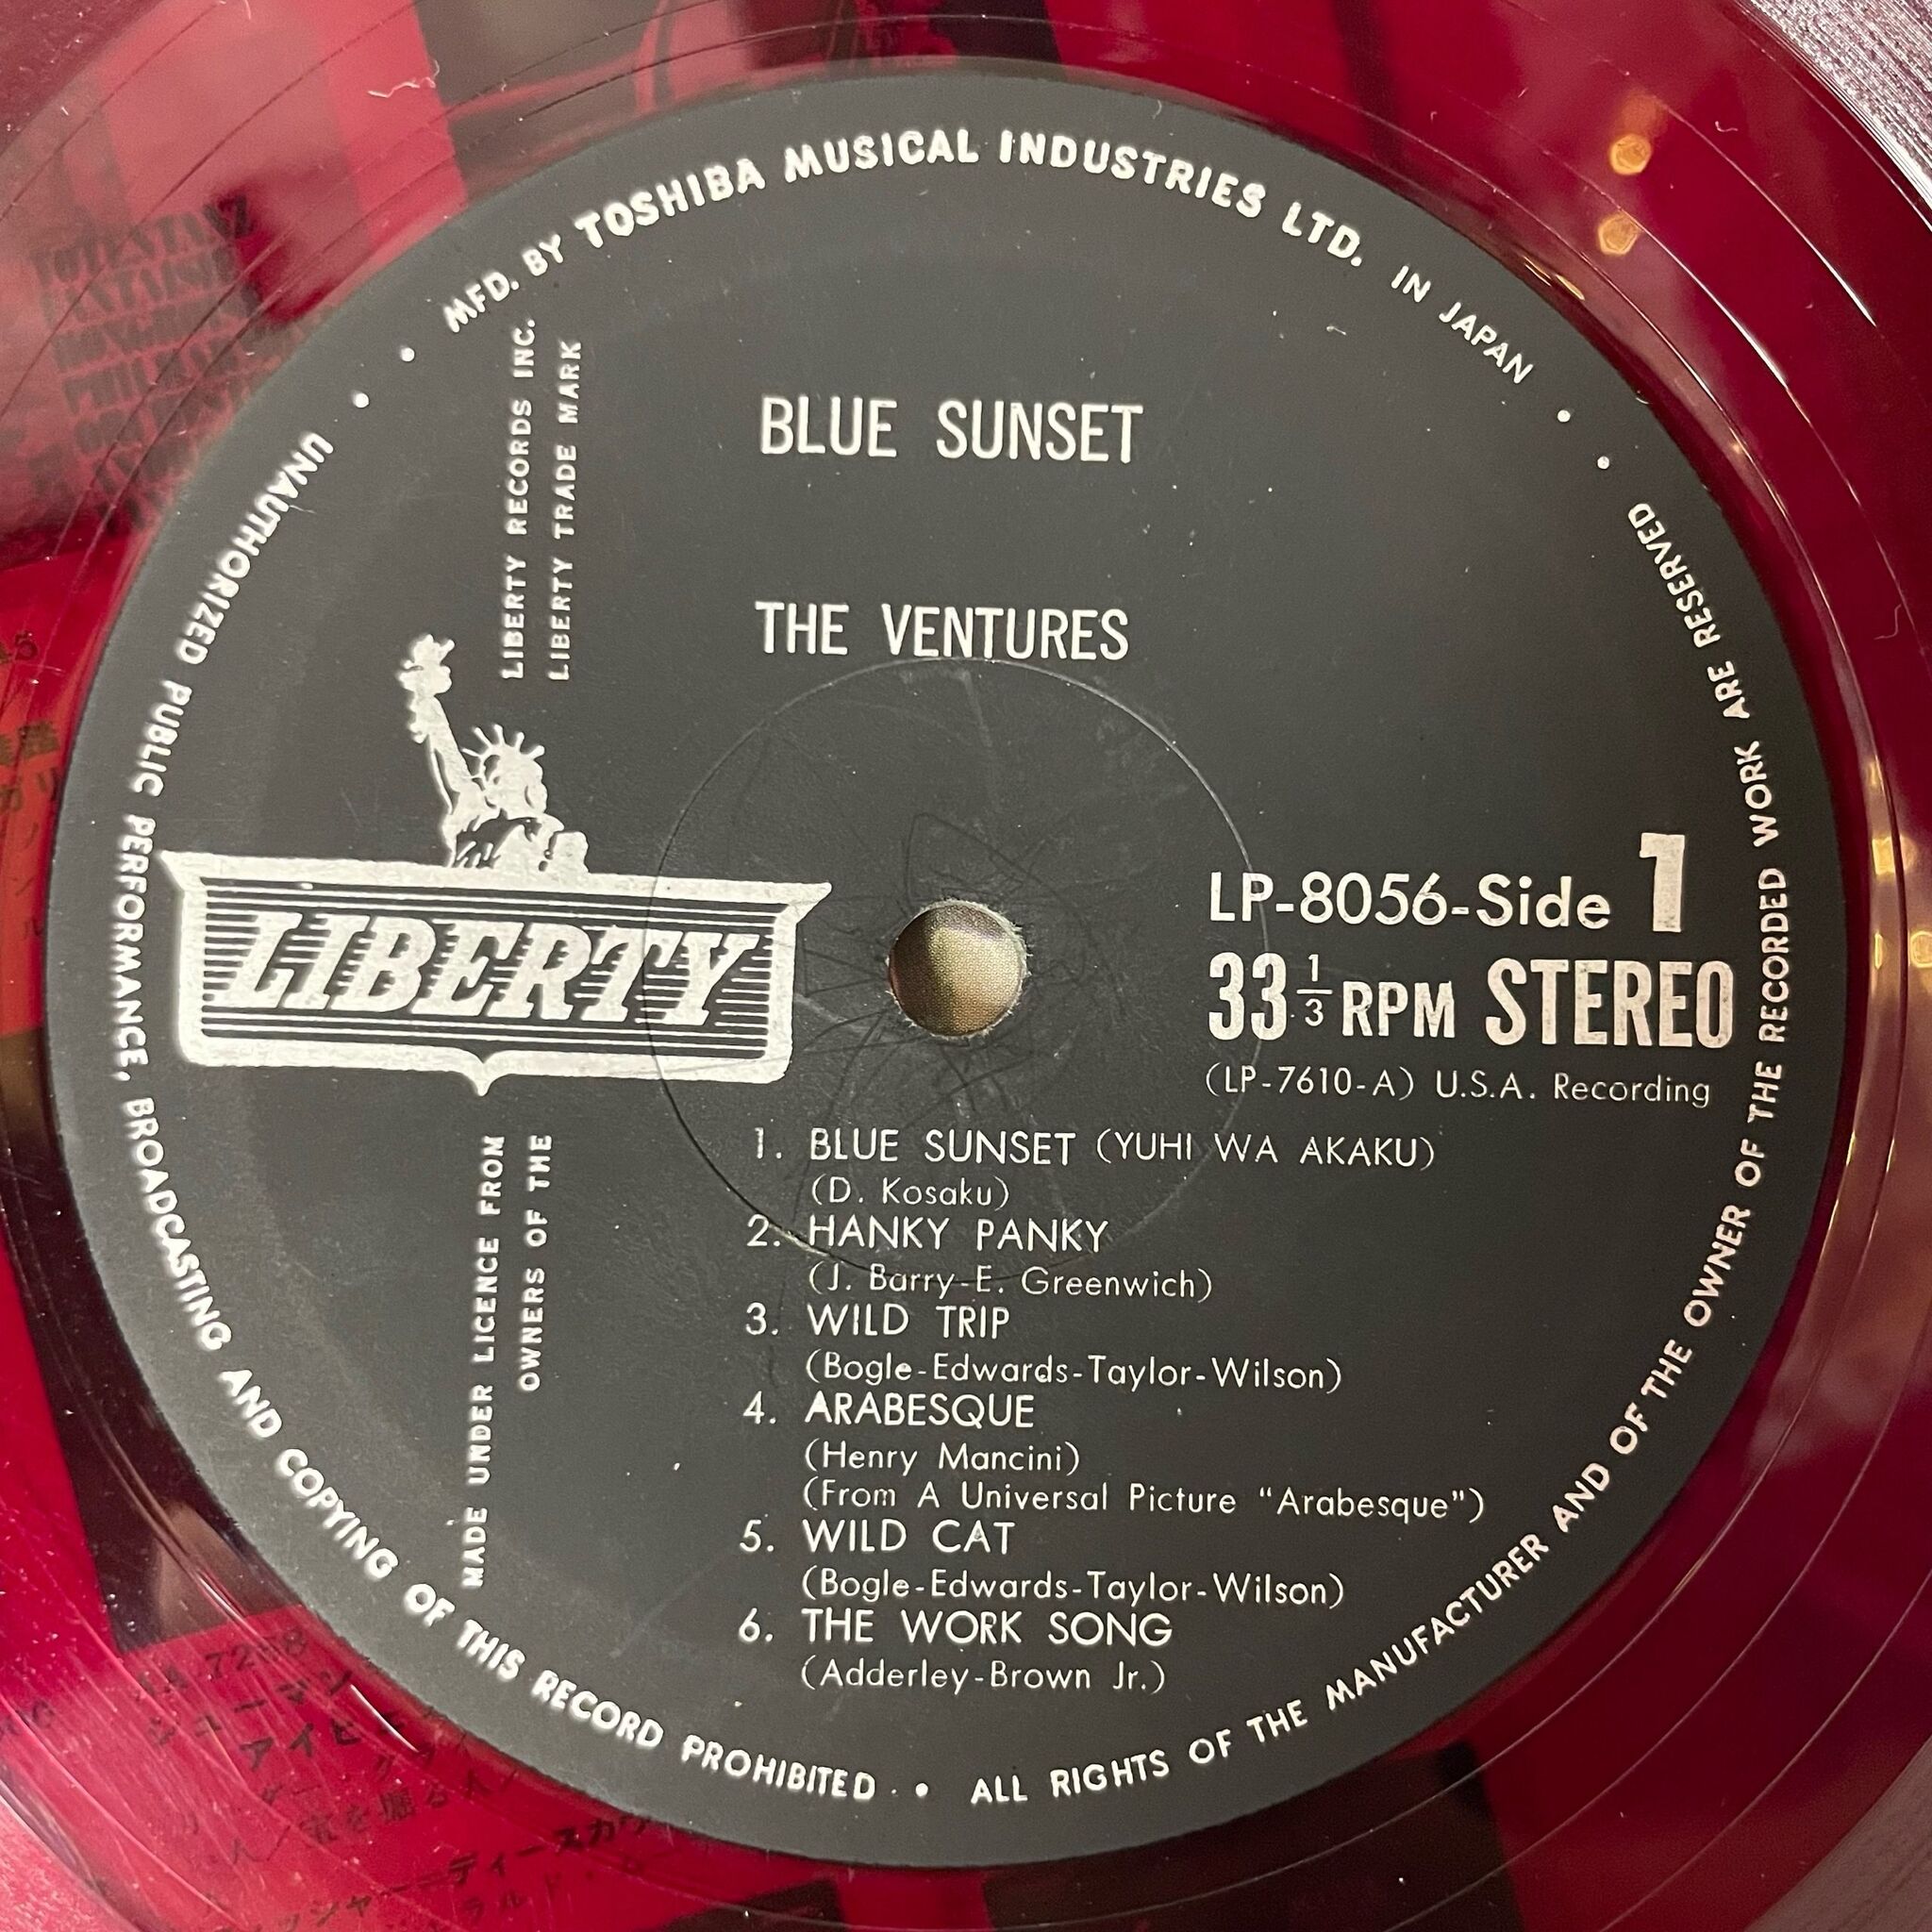 MFD. BY TOSHIBA MUSICAL INDUSTRIES LTD. IN JAPAN
ALL RIGHTS OF THE MANUFACTURER AND OF THE OWNER OF THE RECORDED WORK ARE RESERVED
UNAUTHORIZED PUBLIC PERFORMANCE, BROADCASTING AND COPYING OF THIS RECORD PROHIBITED
LIBERTY RECORDS INC.
LIBERTY TRADE MARK
BLUE SUNSET
THE VENTURES
LIBERTY
MADE UNDER LICENCE FROM
OWNERS OF THE
LP-8056-Side 1
33 1/3 RPM STEREO
(LP-7610-A) U.S.A. Recording
1. BLUE SUNSET (YUHI WA AKAKU)
(D. Kosaku)
2. HANKY PANKY
(J. Barry-E. Greenwich)
3. WILD TRIP
(Bogle-Edwards-Taylor-Wilson)
4. ARABESQUE
(Henry Mancini)
(From A Universal Picture “Arabesque”)
5. WILD CAT
(Bogle-Edwards-Taylor-Wilson)
6. THE WORK SONG
(Adderley-Brown Jr.)